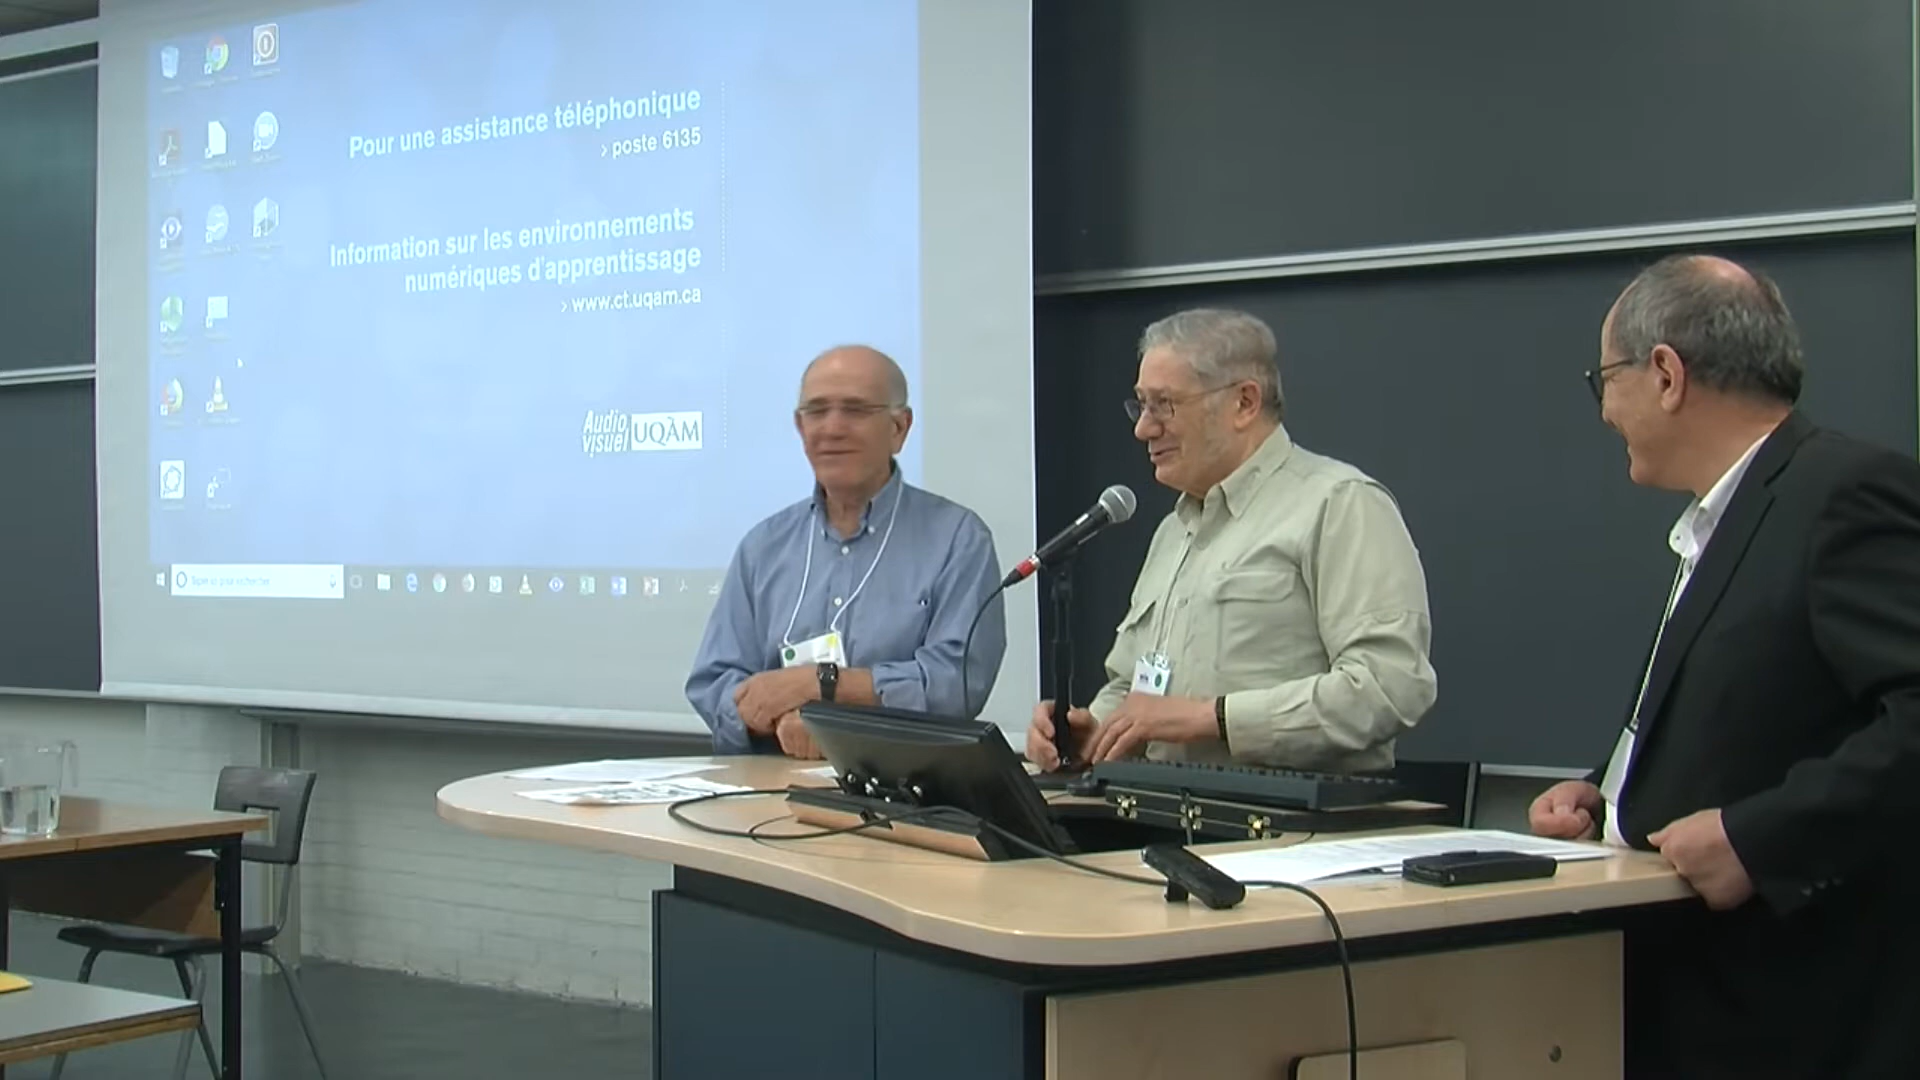 Pour une assistance téléphonique
> poste 6135
Information sur les environnements
numériques d'apprentissage
> www.ct.uqam.ca
Audio
visuel
UQÀM